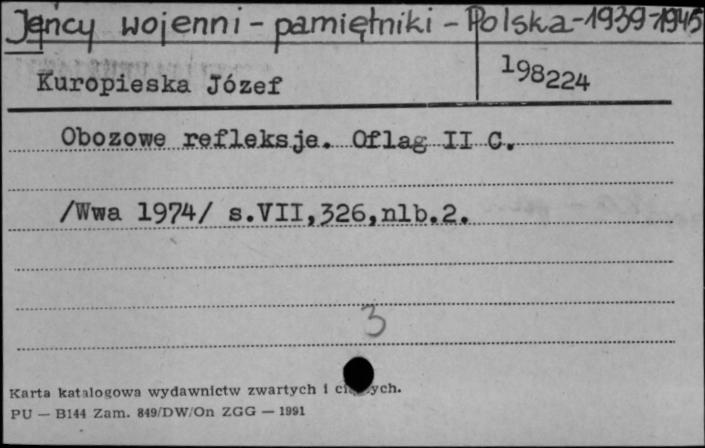 Jeńcy wojenni - pamiętniki - Polska - 1939-1945
Kuropieska Józef
198224
Obozowe refleksje. Oflag II C.
/Wwa 1974/ s.VII,326,nlb.2.
3
Karta katalogowa wydawnictw zwartych i
PU — B144 Zam. 849/DW/On ZGG — 1991